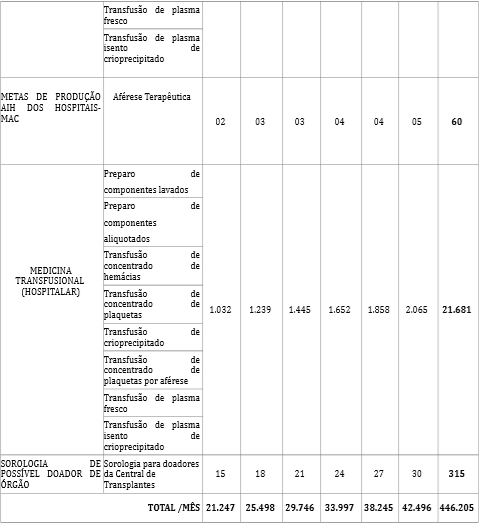 Transfusão de plasma
fresco
Transfusão de plasma
isento de
crioprecipitado
METAS DE PRODUÇÃO
AIH DOS HOSPITAIS-
MAC
Aférese Terapêutica
02 03 03 04 04 05 60
Preparo de
componentes lavados
Preparo de
componentes
aliquotados
MEDICINA
TRANSFUSIONAL
(HOSPITALAR)
Transfusão de
concentrado de
hemácias
Transfusão de
concentrado de
plaquetas
1.032 1.239 1.445 1.652 1.858 2.065 21.681
Transfusão de
crioprecipitado
Transfusão de
concentrado de
plaquetas por aférese
Transfusão de plasma
fresco
Transfusão de plasma
isento de
crioprecipitado
SOROLOGIA DE
POSSÍVEL DOADOR DE
ÓRGÃO
Sorologia para doadores
da Central de
Transplantes
15 18 21 24 27 30 315
TOTAL /MÊS 21.247 25.498 29.746 33.997 38.245 42.496 446.205